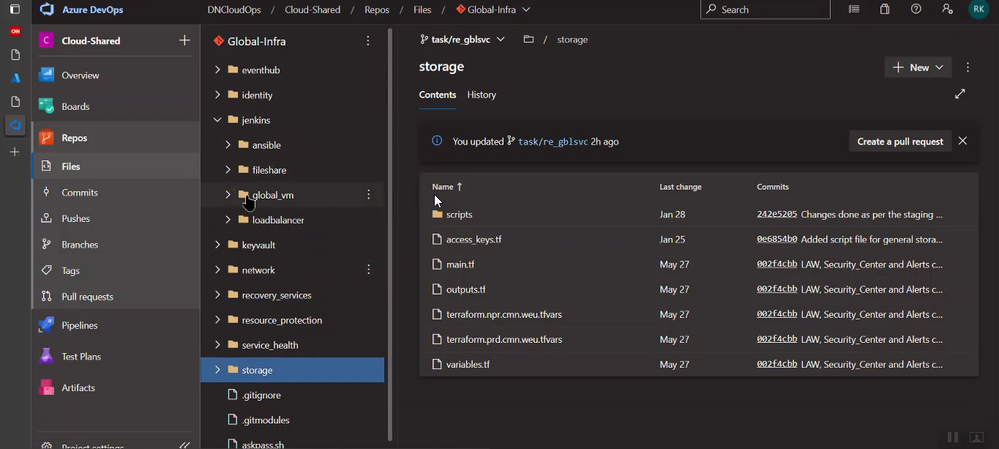 Azure DevOps
DNCloudOps / Cloud-Shared / Repos / Files / Global-Infra
Search
RK
CNN
C Cloud-Shared
Overview
Boards
Repos
Files
Commits
Pushes
Branches
Tags
Pull requests
Pipelines
Test Plans
Artifacts
Project settings
Global-Infra
eventhub
identity
jenkins
ansible
fileshare
global_vm
loadbalancer
keyvault
network
recovery_services
resource_protection
service_health
storage
.gitignore
.gitmodules
askpass.sh
task/re_gblsvc / storage
storage
New
Contents History
You updated task/re_gblsvc 2h ago
Create a pull request
Name ↑ Last change Commits
scripts Jan 28 242e5205 Changes done as per the staging ...
access_keys.tf Jan 25 0e6854b0 Added script file for general stora...
main.tf May 27 002f4cbb LAW, Security_Center and Alerts c...
outputs.tf May 27 002f4cbb LAW, Security_Center and Alerts c...
terraform.npr.cmn.weu.tfvars May 27 002f4cbb LAW, Security_Center and Alerts c...
terraform.prd.cmn.weu.tfvars May 27 002f4cbb LAW, Security_Center and Alerts c...
variables.tf May 27 002f4cbb LAW, Security_Center and Alerts c...